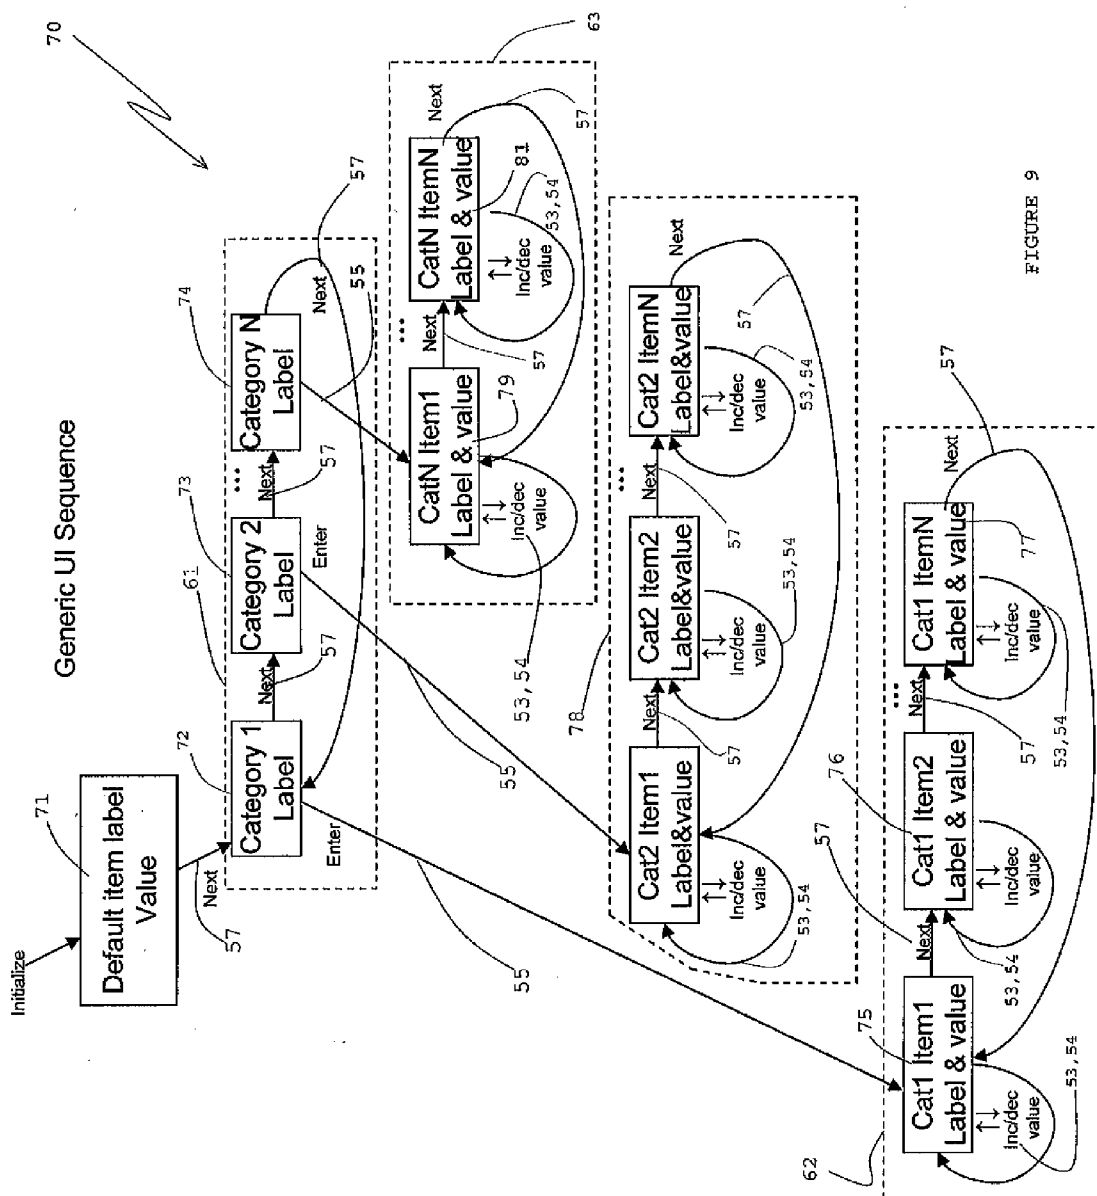 Generic UI Sequence
70
Initialize
71
Default item label
Value
Next
57
61
72
Category 1
Label
Next
57
73
Category 2
Label
Next
57
•••
74
Category N
Label
Next
57
55
Enter
55
Enter
55
63
CatN Item1
Label & value
79
Inc/dec
value
53,54
Next
57
•••
CatN ItemN
Label & value
81
Inc/dec
value
53,54
Next
57
78
Cat2 Item1
Label&value
Inc/dec
value
53,54
Next
57
Cat2 Item2
Label&value
Inc/dec
value
53,54
Next
57
•••
Cat2 ItemN
Label&value
Inc/dec
value
53,54
Next
57
62
75
Cat1 Item1
Label & value
Inc/dec
value
53,54
Next
57
76
Cat1 Item2
Label & value
Inc/dec
value
53,54
Next
57
•••
Cat1 ItemN
Label & value
77
Inc/dec
value
53,54
Next
57
FIGURE 9